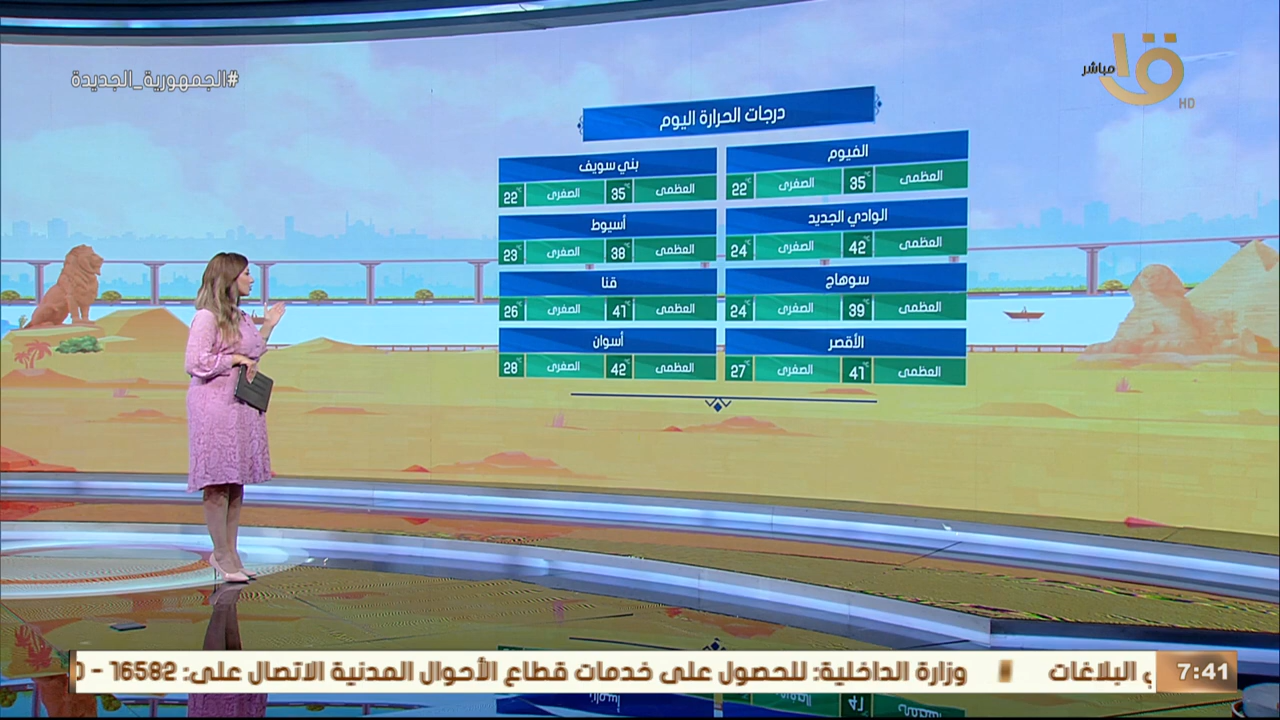 #الجمهورية_الجديدة
مباشر
HD
درجات الحرارة اليوم
الفيوم
العظمى 35 الصغرى 22
بني سويف
العظمى 35 الصغرى 22
الوادي الجديد
العظمى 42 الصغرى 24
أسيوط
العظمى 38 الصغرى 23
سوهاج
العظمى 39 الصغرى 24
قنا
العظمى 41 الصغرى 26
الأقصر
العظمى 41 الصغرى 27
أسوان
العظمى 42 الصغرى 28
7:41
البلاغات وزارة الداخلية: للحصول على خدمات قطاع الأحوال المدنية الاتصال على: 16582 -